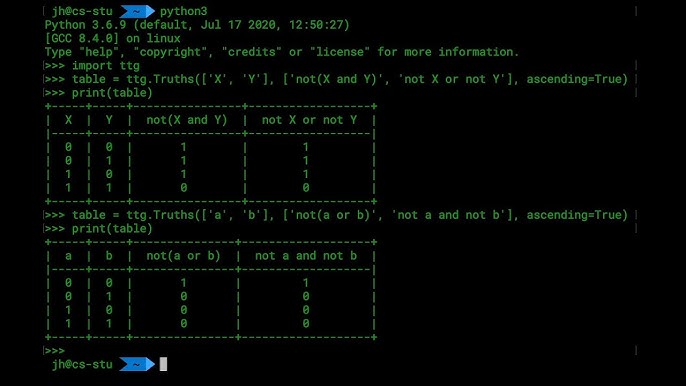 jh@cs-stu ~ python3
Python 3.6.9 (default, Jul 17 2020, 12:50:27)
[GCC 8.4.0] on linux
Type "help", "copyright", "credits" or "license" for more information.
>>> import ttg
>>> table = ttg.Truths(['X', 'Y'], ['not(X and Y)', 'not X or not Y'], ascending=True)
>>> print(table)
+-----+-----+--------------+------------------+
|  X  |  Y  |  not(X and Y)  |  not X or not Y  |
|-----+-----+--------------+------------------|
|  0  |  0  |  1  |  1  |
|  0  |  1  |  1  |  1  |
|  1  |  0  |  1  |  1  |
|  1  |  1  |  0  |  0  |
+-----+-----+--------------+------------------+
>>> table = ttg.Truths(['a', 'b'], ['not(a or b)', 'not a and not b'], ascending=True)
>>> print(table)
+-----+-----+---------------+-------------------+
|  a  |  b  |  not(a or b)  |  not a and not b  |
|-----+-----+---------------+-------------------|
|  0  |  0  |  1  |  1  |
|  0  |  1  |  0  |  0  |
|  1  |  0  |  0  |  0  |
|  1  |  1  |  0  |  0  |
+-----+-----+---------------+-------------------+
>>>
jh@cs-stu ~